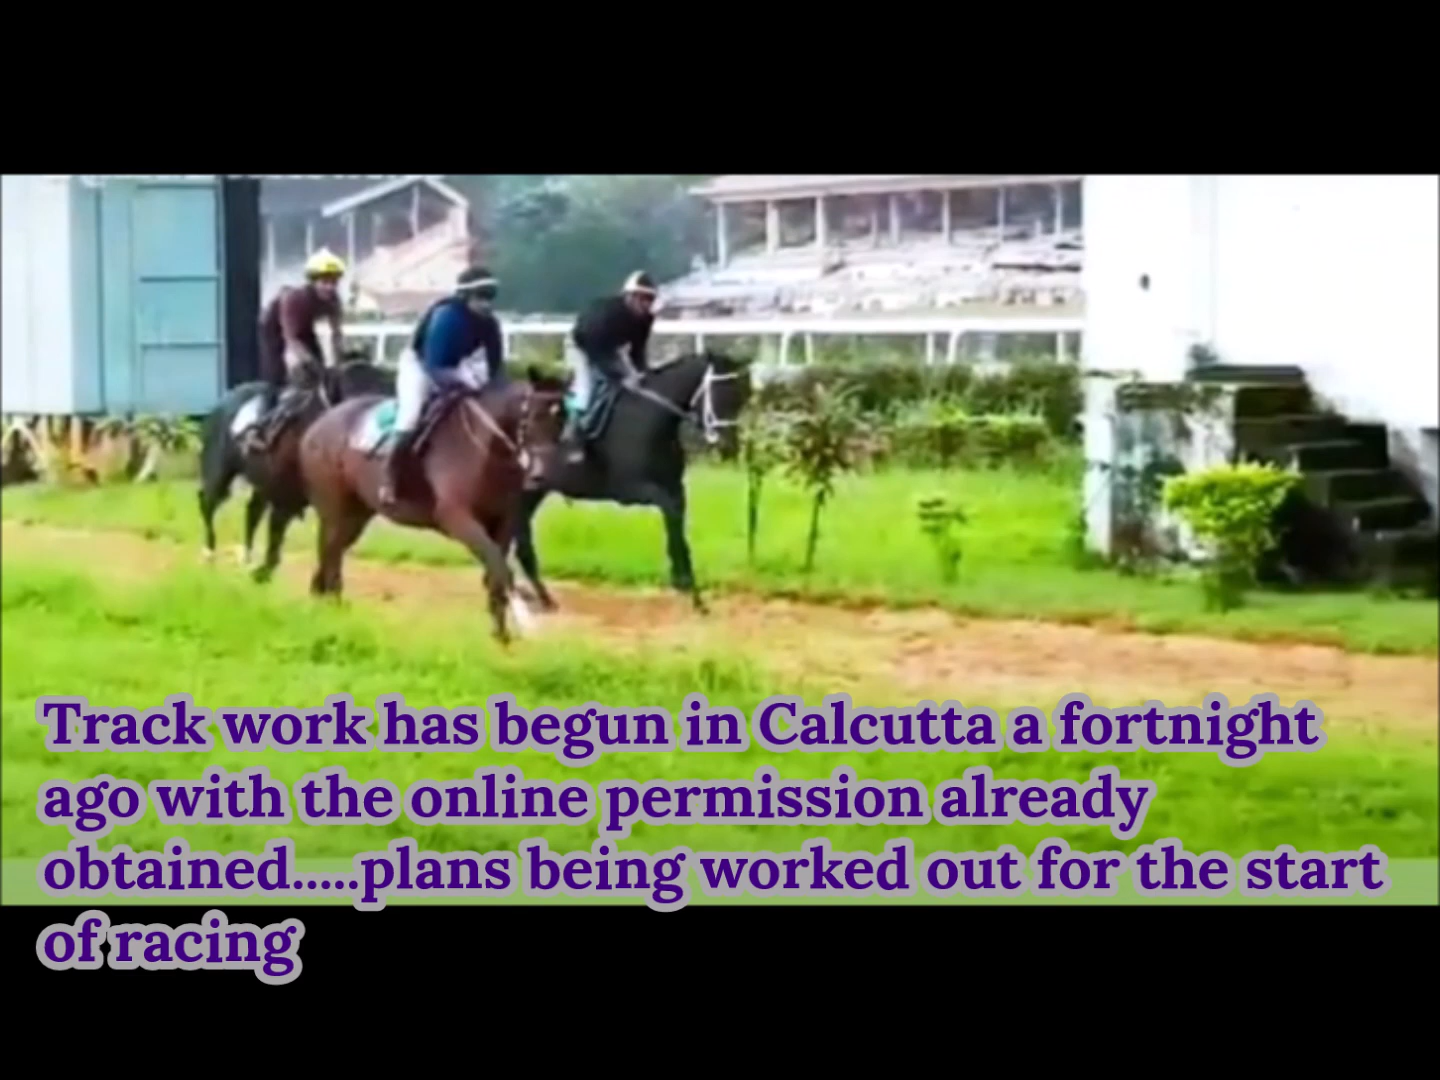 Track work has begun in Calcutta a fortnight
ago with the online permission already
obtained.....plans being worked out for the start
of racing